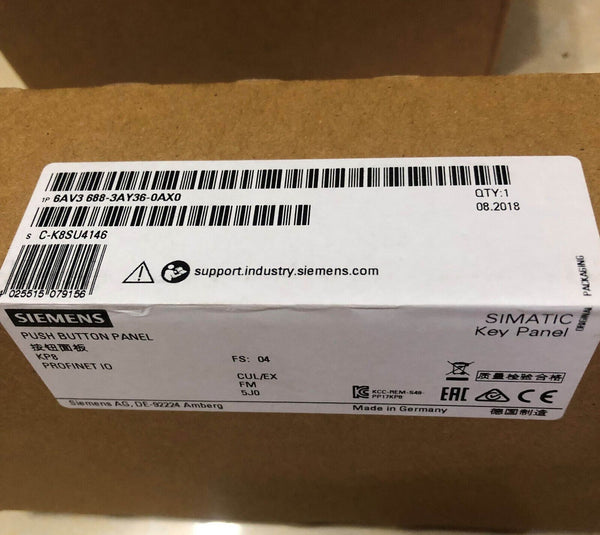 1P 6AV3 688-3AY36-0AX0
QTY:1
08.2018
S C-K8SU4146
4 025515 079156
support.industry.siemens.com
ORIGINAL PACKAGING
SIEMENS
SIMATIC
Key Panel
PUSH BUTTON PANEL
按钮面板
KP8
PROFINET IO
FS: 04
CUL/EX
FM
5J0
KCC-REM-S49-
PP17KP8
质量检验合格
EAC
CE
Siemens AG, DE-92224 Amberg
Made in Germany
德国制造